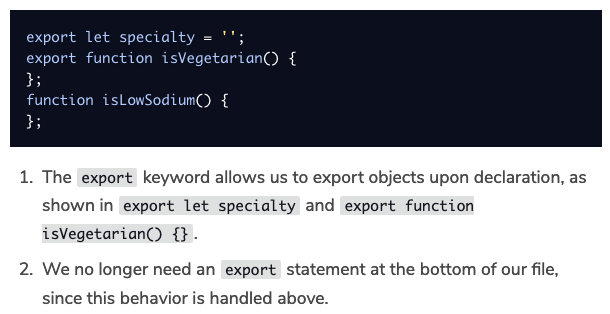 export let specialty = '';
export function isVegetarian() {
};
function isLowSodium() {
};
1. The export keyword allows us to export objects upon declaration, as
shown in export let specialty and export function
isVegetarian() {} .
2. We no longer need an export statement at the bottom of our file,
since this behavior is handled above.